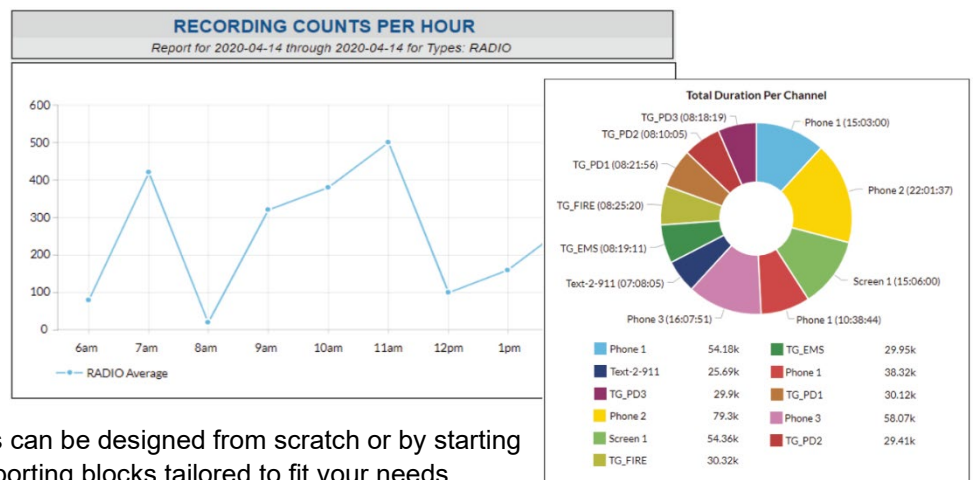 RECORDING COUNTS PER HOUR
Report for 2020-04-14 through 2020-04-14 for Types: RADIO
600
500
400
300
200
100
0
6am 7am 8am 9am 10am 11am 12pm 1pm
RADIO Average
Total Duration Per Channel
TG_PD3 (08:18:19)
Phone 1 (15:03:00)
TG_PD2 (08:10:05)
TG_PD1 (08:21:56)
Phone 2 (22:01:37)
TG_FIRE (08:25:20)
TG_EMS (08:19:11)
Text-2-911 (07:08:05)
Screen 1 (15:06:00)
Phone 3 (16:07:51)
Phone 1 (10:38:44)
Phone 1 54.18k TG_EMS 29.95k
Text-2-911 25.69k Phone 1 38.32k
TG_PD3 29.9k TG_PD1 30.12k
Phone 2 79.3k Phone 3 58.07k
Screen 1 54.36k TG_PD2 29.41k
TG_FIRE 30.32k
can be designed from scratch or by starting
blocks tailored to fit your needs